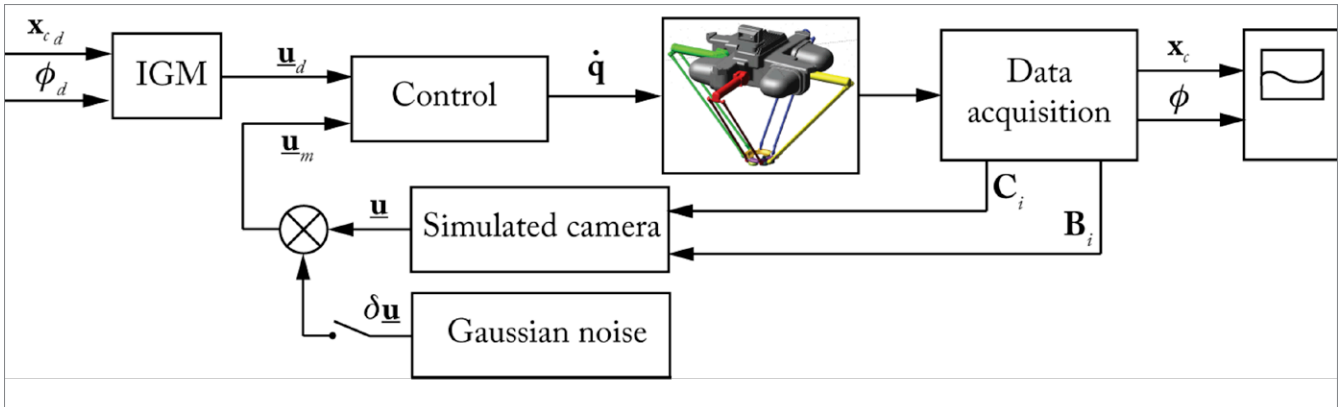 x_c d
ϕ_d
IGM
u_d
u_m
Control
q̇
Data
acquisition
x_c
ϕ
C_i
B_i
u
Simulated camera
δu
Gaussian noise